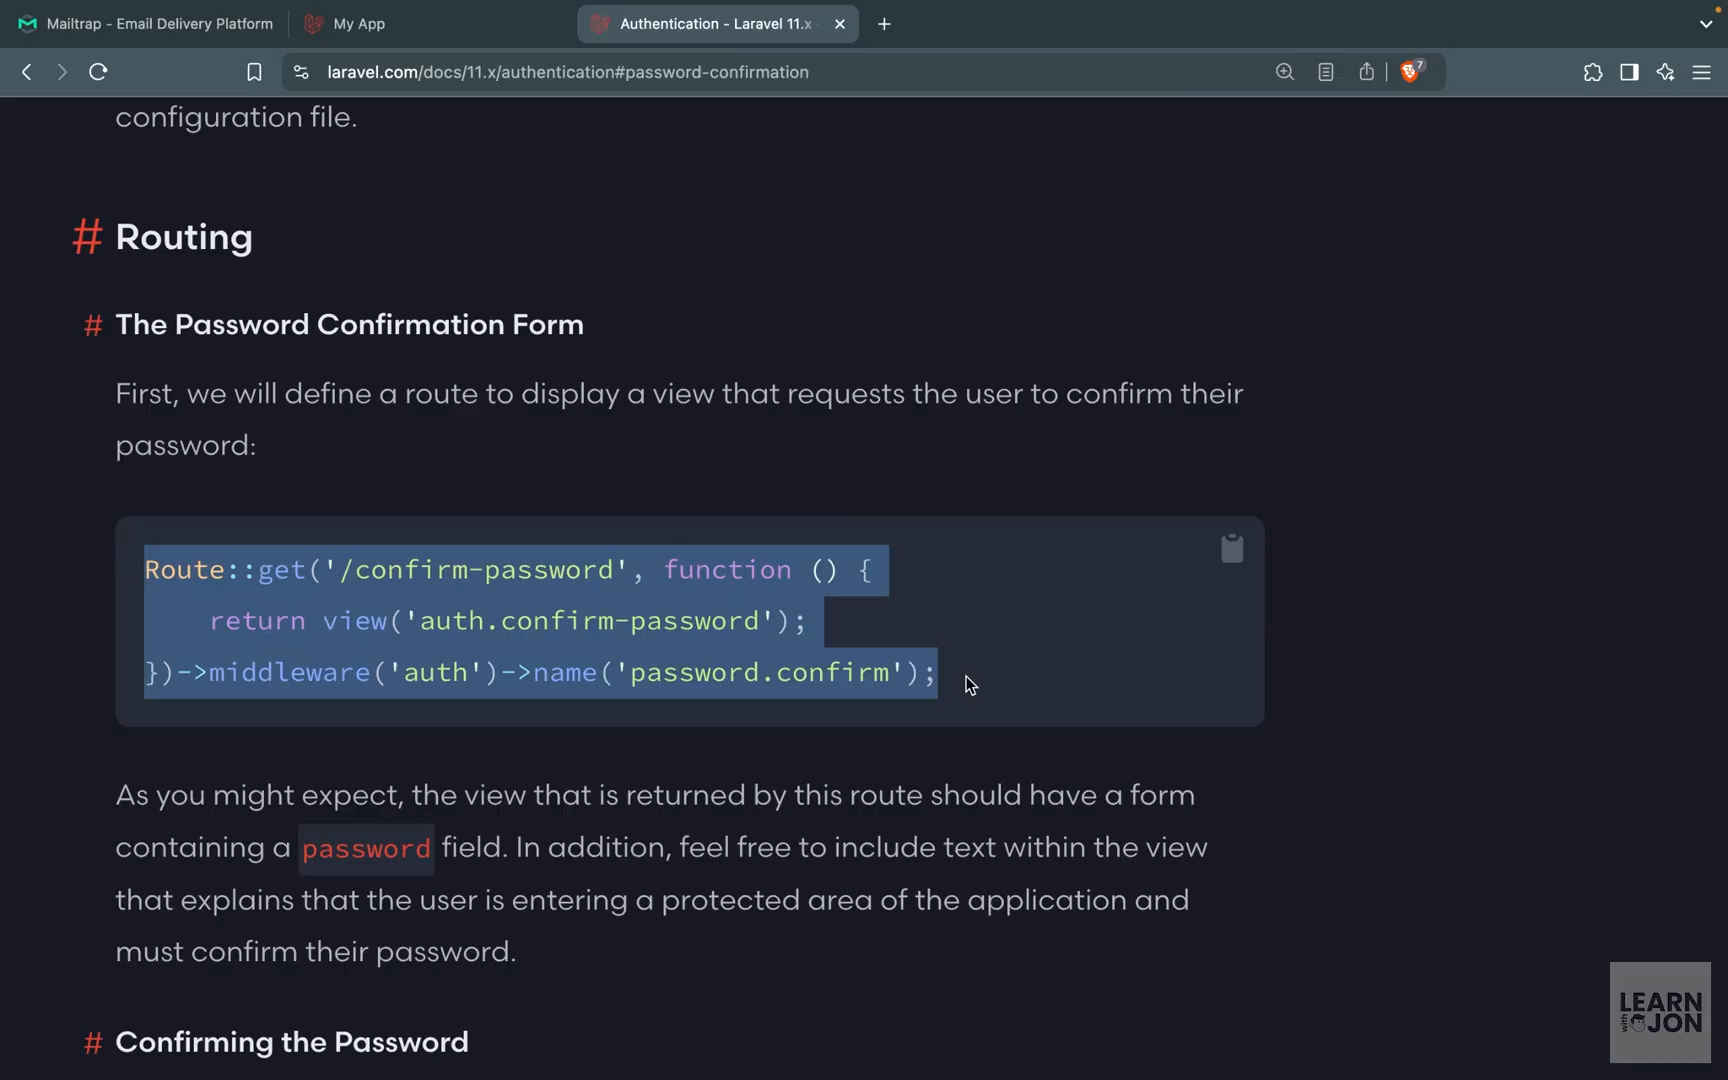 Mailtrap - Email Delivery Platform
My App
Authentication - Laravel 11.x
laravel.com/docs/11.x/authentication#password-confirmation
7
configuration file.
# Routing
# The Password Confirmation Form
First, we will define a route to display a view that requests the user to confirm their
password:
Route::get('/confirm-password', function () {
    return view('auth.confirm-password');
})->middleware('auth')->name('password.confirm');
As you might expect, the view that is returned by this route should have a form
containing a password field. In addition, feel free to include text within the view
that explains that the user is entering a protected area of the application and
must confirm their password.
# Confirming the Password
LEARN
with JON